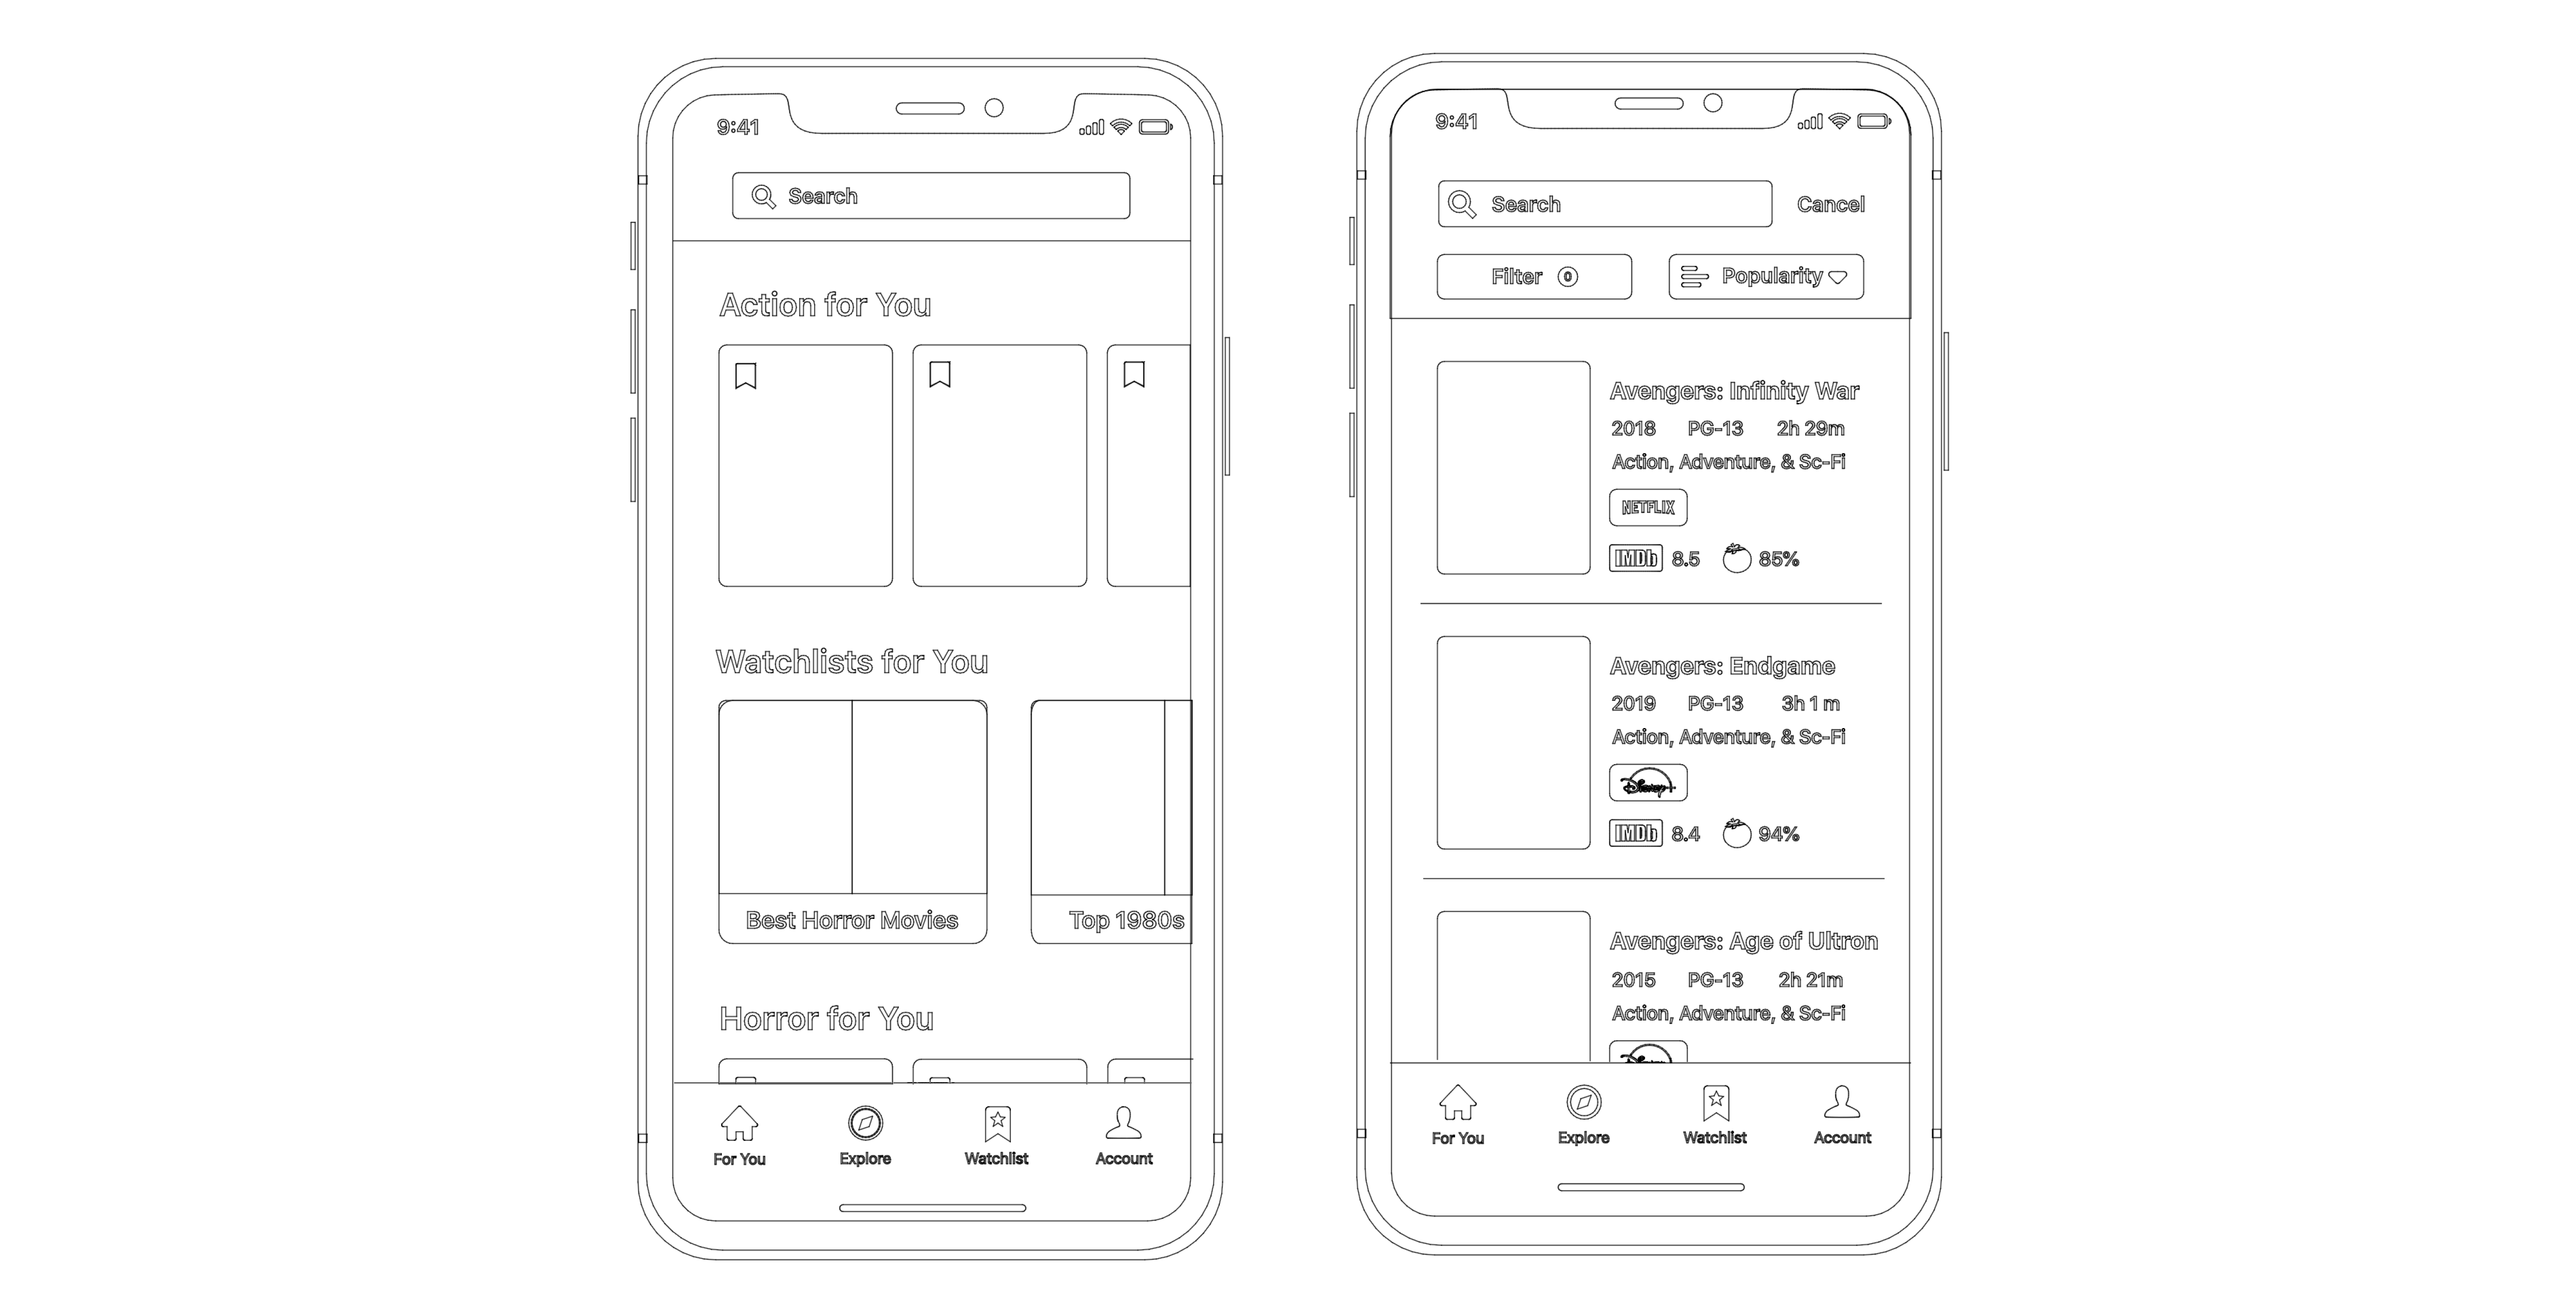 9:41
Search
Action for You
Watchlists for You
Best Horror Movies
Top 1980s
Horror for You
For You
Explore
Watchlist
Account
9:41
Search
Cancel
Filter 0
Popularity
Avengers: Infinity War
2018 PG-13 2h 29m
Action, Adventure, & Sc-Fi
NETFLIX
IMDb 8.5 85%
Avengers: Endgame
2019 PG-13 3h 1 m
Action, Adventure, & Sc-Fi
Disney+
IMDb 8.4 94%
Avengers: Age of Ultron
2015 PG-13 2h 21m
Action, Adventure, & Sc-Fi
For You
Explore
Watchlist
Account